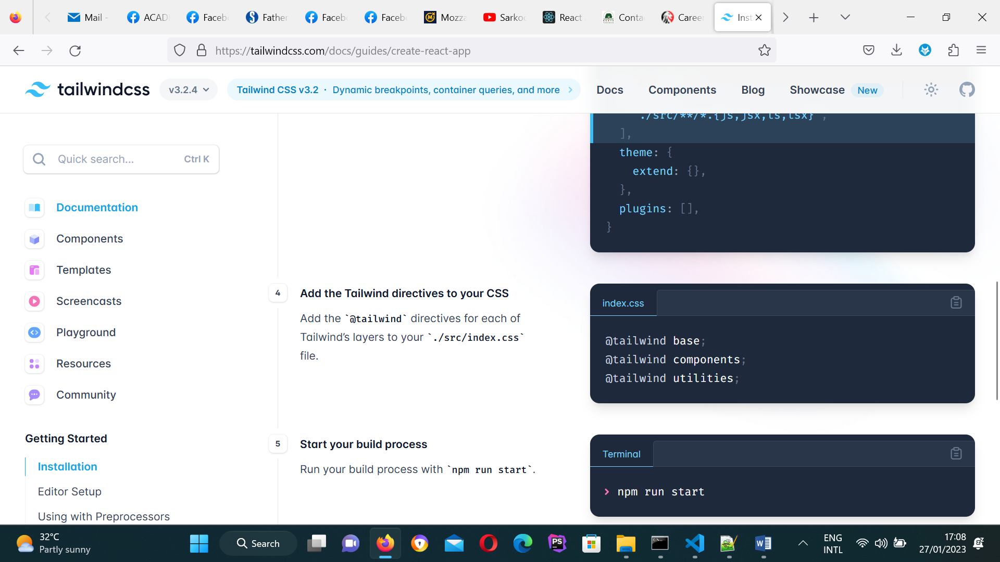 Mail -
ACAD
Faceb
Father
Faceb
Faceb
Mozza
Sarkod
React
Conta
Career
Inst
https://tailwindcss.com/docs/guides/create-react-app
tailwindcss
v3.2.4
Tailwind CSS v3.2 · Dynamic breakpoints, container queries, and more
Docs
Components
Blog
Showcase
New
Quick search...
Ctrl K
Documentation
Components
Templates
Screencasts
Playground
Resources
Community
Getting Started
Installation
Editor Setup
Using with Preprocessors
"./src/**/*.{js,jsx,ts,tsx}",
],
theme: {
extend: {},
},
plugins: [],
}
4
Add the Tailwind directives to your CSS
Add the `@tailwind` directives for each of
Tailwind’s layers to your `./src/index.css`
file.
index.css
@tailwind base;
@tailwind components;
@tailwind utilities;
5
Start your build process
Run your build process with `npm run start`.
Terminal
> npm run start
32°C
Partly sunny
Search
PS
ENG
INTL
17:08
27/01/2023